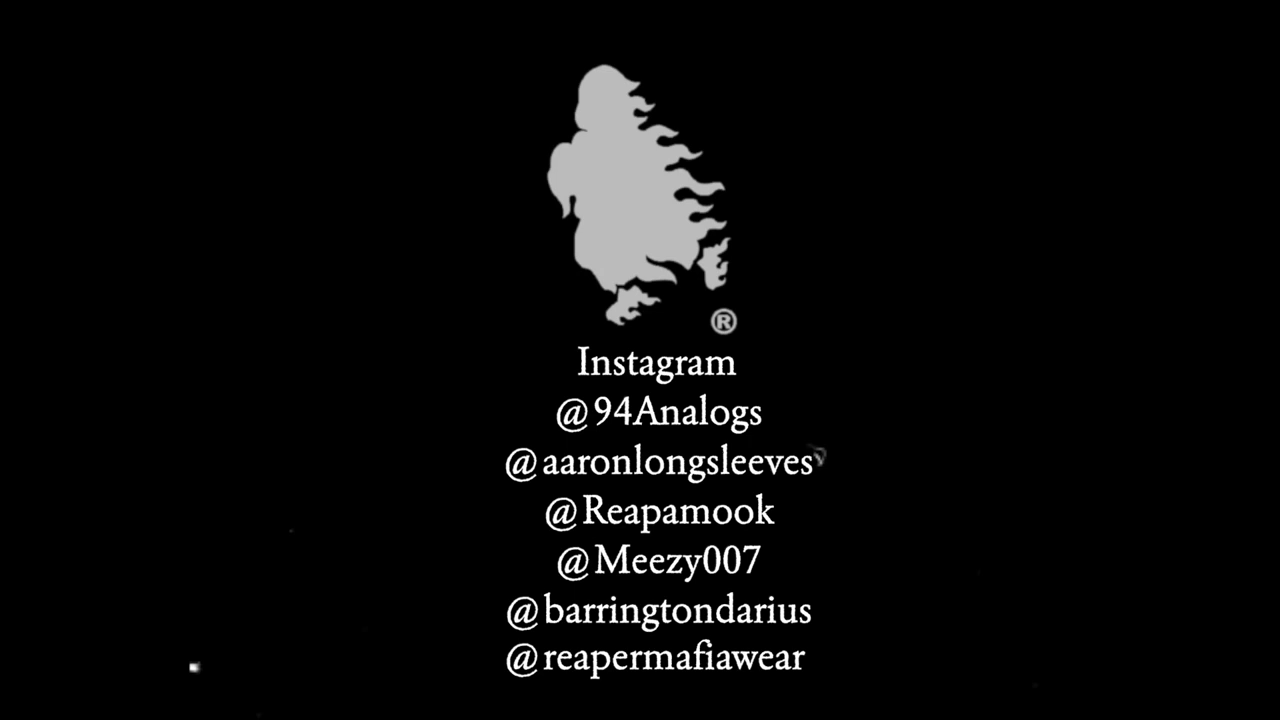 ®
Instagram
@94Analogs
@aaronlongsleeves
@Reapamook
@Meezy007
@barringtondarius
@reapermafiawear